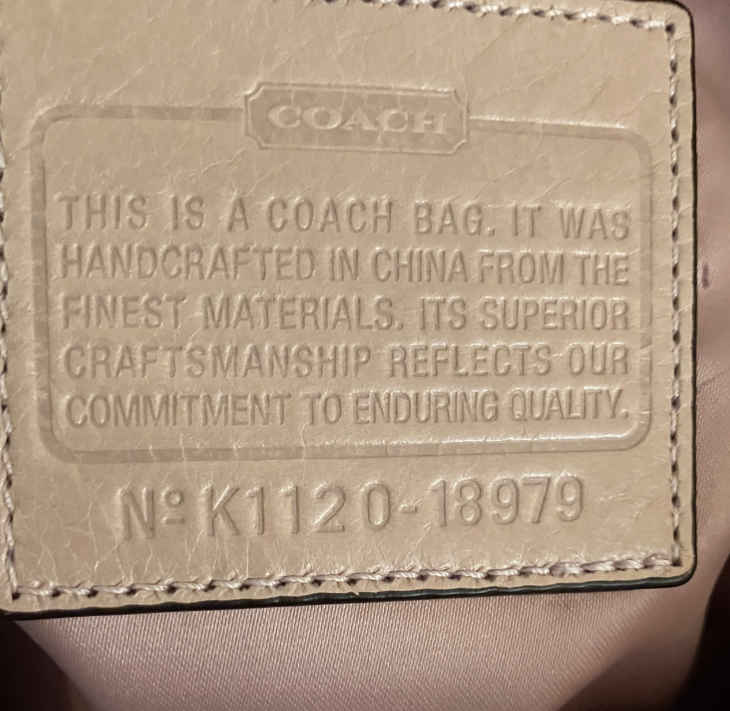 COACH
THIS IS A COACH BAG. IT WAS
HANDCRAFTED IN CHINA FROM THE
FINEST MATERIALS. ITS SUPERIOR
CRAFTSMANSHIP REFLECTS OUR
COMMITMENT TO ENDURING QUALITY.
Nº K1120-18979